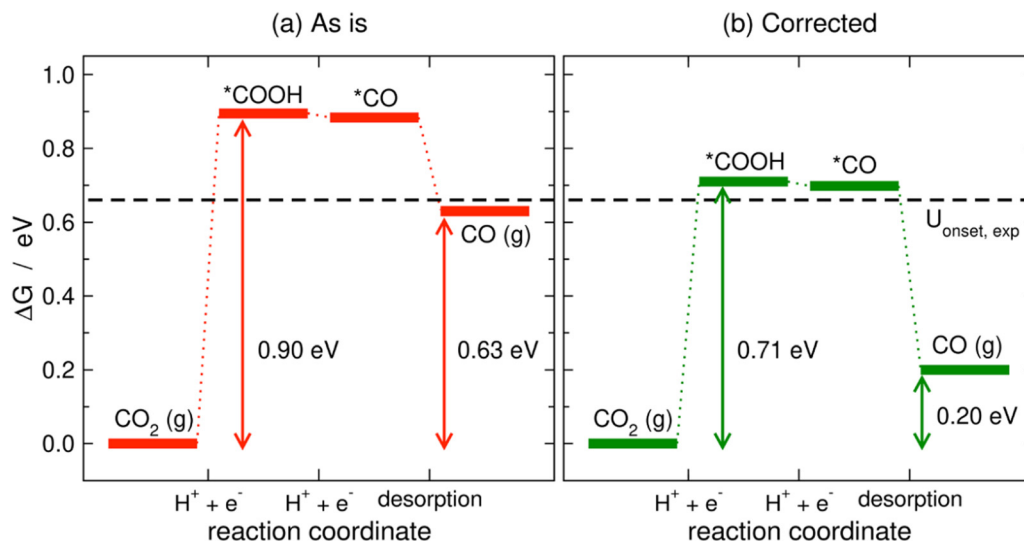 (a) As is
(b) Corrected
ΔG / eV
1.0
0.8
0.6
0.4
0.2
0.0
*COOH
*CO
CO (g)
0.90 eV
0.63 eV
CO₂ (g)
H⁺ + e⁻
H⁺ + e⁻
desorption
reaction coordinate
*COOH
*CO
U onset, exp
0.71 eV
CO (g)
0.20 eV
CO₂ (g)
H⁺ + e⁻
H⁺ + e⁻
desorption
reaction coordinate